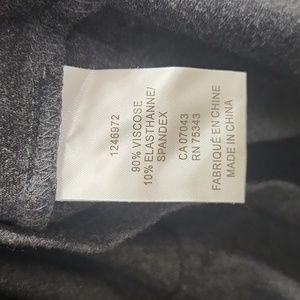 1246972
90% VISCOSE
10% ELASTHANNE/
SPANDEX
CA 07043
RN 75343
FABRIQUÉ EN CHINE
MADE IN CHINA